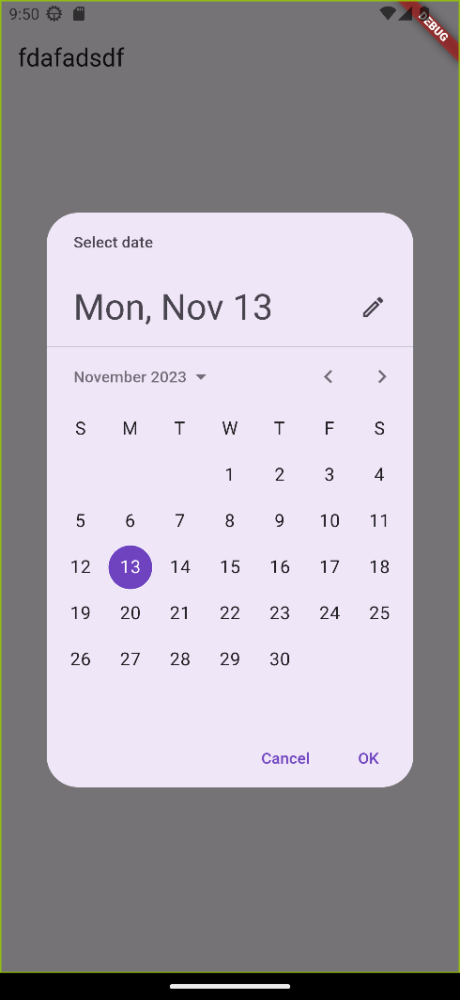 9:50
DEBUG
fdafadsdf
Select date
Mon, Nov 13
November 2023
S M T W T F S
1 2 3 4
5 6 7 8 9 10 11
12 13 14 15 16 17 18
19 20 21 22 23 24 25
26 27 28 29 30
Cancel OK